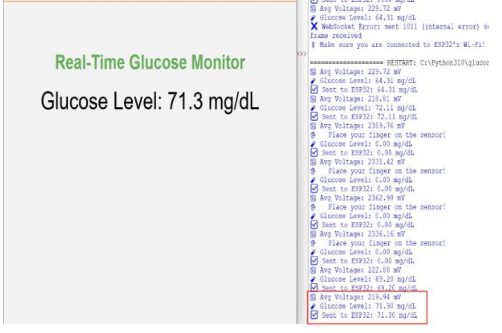 Real-Time Glucose Monitor
Glucose Level: 71.3 mg/dL
Avg Voltage: 229.72 mV
Glucose Level: 64.31 mg/dL
WebSocket Error: sent 1011 (internal error) k
frame received
Make sure you are connected to ESP32's Wi-Fi!
>>>
=================== RESTART: C:\Python310\glucos
Avg Voltage: 229.72 mV
Glucose Level: 64.31 mg/dL
Sent to ESP32: 64.31 mg/dL
Avg Voltage: 218.81 mV
Glucose Level: 72.11 mg/dL
Sent to ESP32: 72.11 mg/dL
Avg Voltage: 2359.76 mV
Place your finger on the sensor!
Glucose Level: 0.00 mg/dL
Sent to ESP32: 0.00 mg/dL
Avg Voltage: 2331.42 mV
Place your finger on the sensor!
Glucose Level: 0.00 mg/dL
Sent to ESP32: 0.00 mg/dL
Avg Voltage: 2362.98 mV
Place your finger on the sensor!
Glucose Level: 0.00 mg/dL
Sent to ESP32: 0.00 mg/dL
Avg Voltage: 2336.16 mV
Place your finger on the sensor!
Glucose Level: 0.00 mg/dL
Sent to ESP32: 0.00 mg/dL
Avg Voltage: 222.88 mV
Glucose Level: 69.20 mg/dL
Sent to ESP32: 69.20 mg/dL
Avg Voltage: 219.94 mV
Glucose Level: 71.30 mg/dL
Sent to ESP32: 71.30 mg/dL